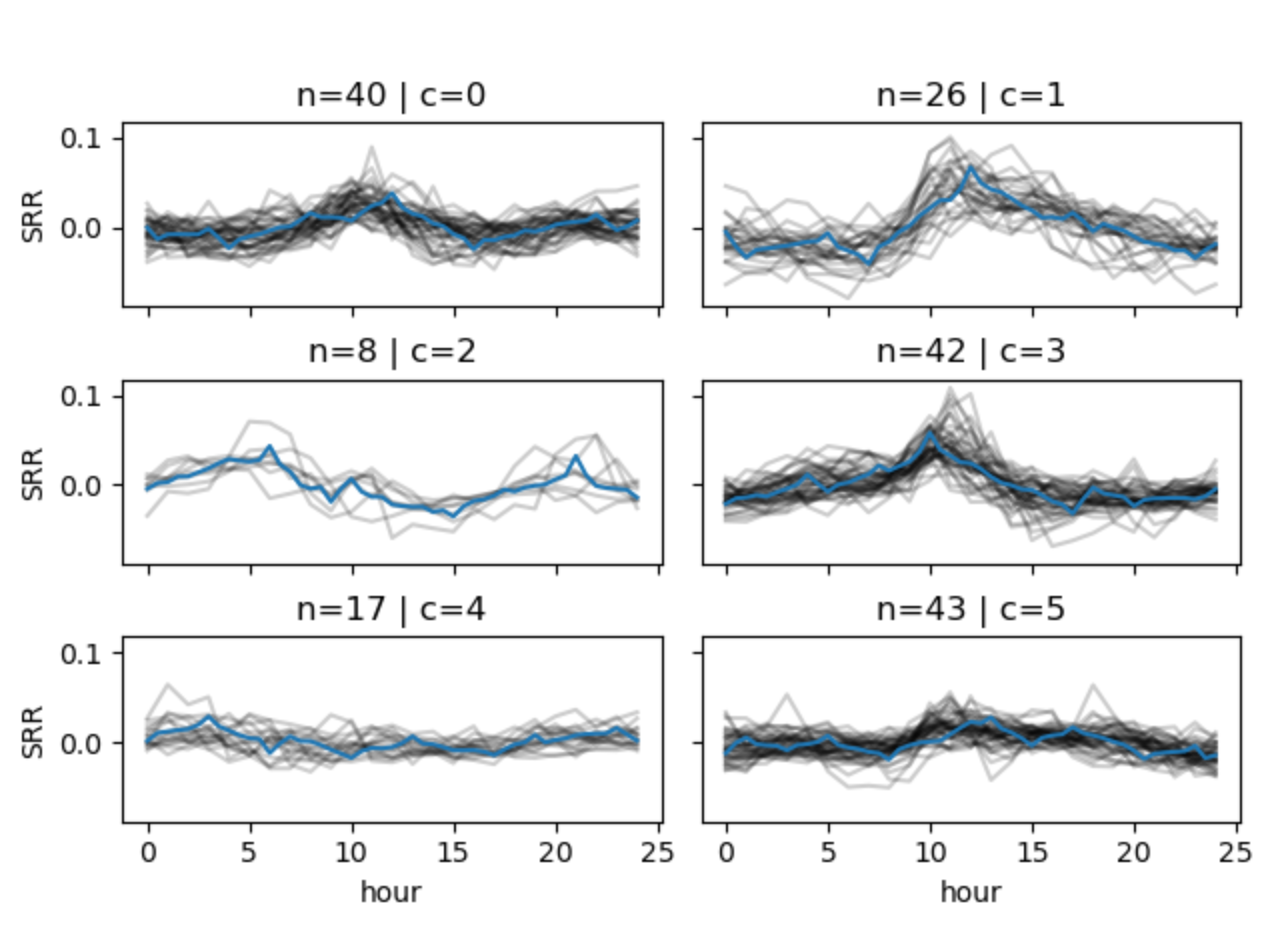 n=40 | c=0
n=26 | c=1
0.1
0.0
SRR
n=8 | c=2
n=42 | c=3
0.1
0.0
SRR
n=17 | c=4
n=43 | c=5
0.1
0.0
SRR
0 5 10 15 20 25
0 5 10 15 20 25
hour
hour